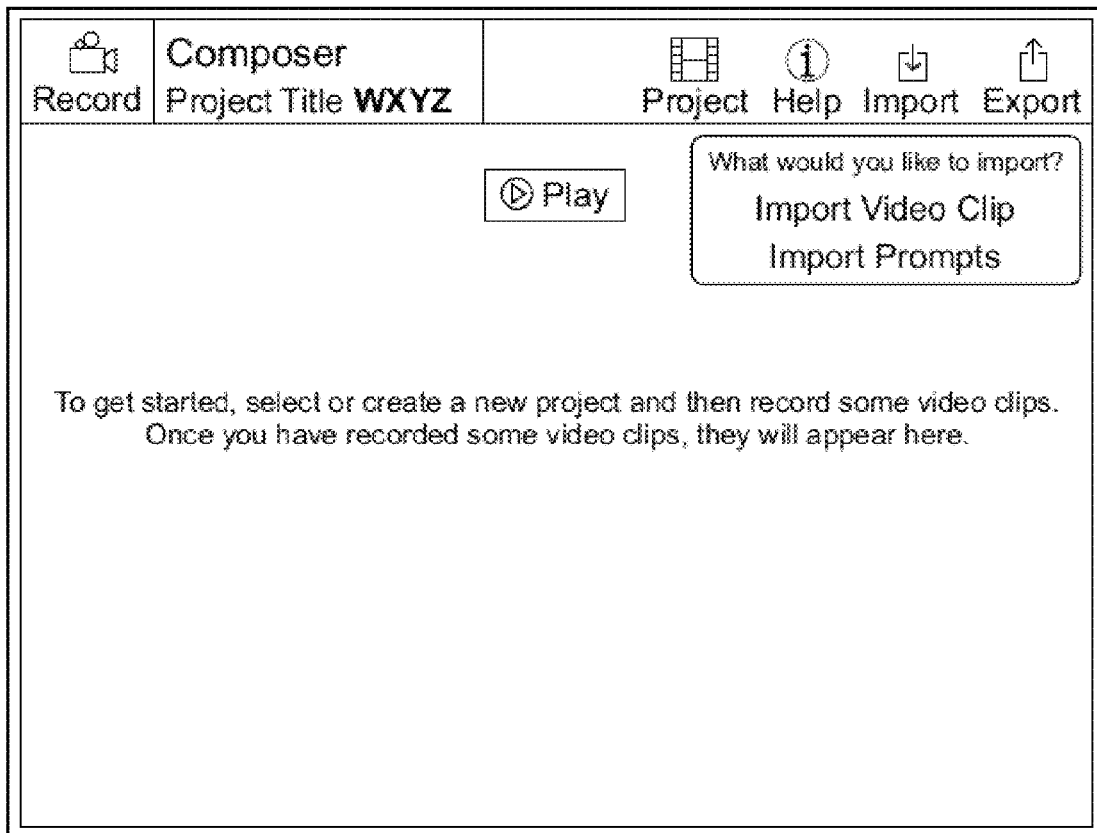 Record
Composer
Project Title WXYZ
Project Help Import Export
What would you like to import?
Play
Import Video Clip
Import Prompts
To get started, select or create a new project and then record some video clips.
Once you have recorded some video clips, they will appear here.